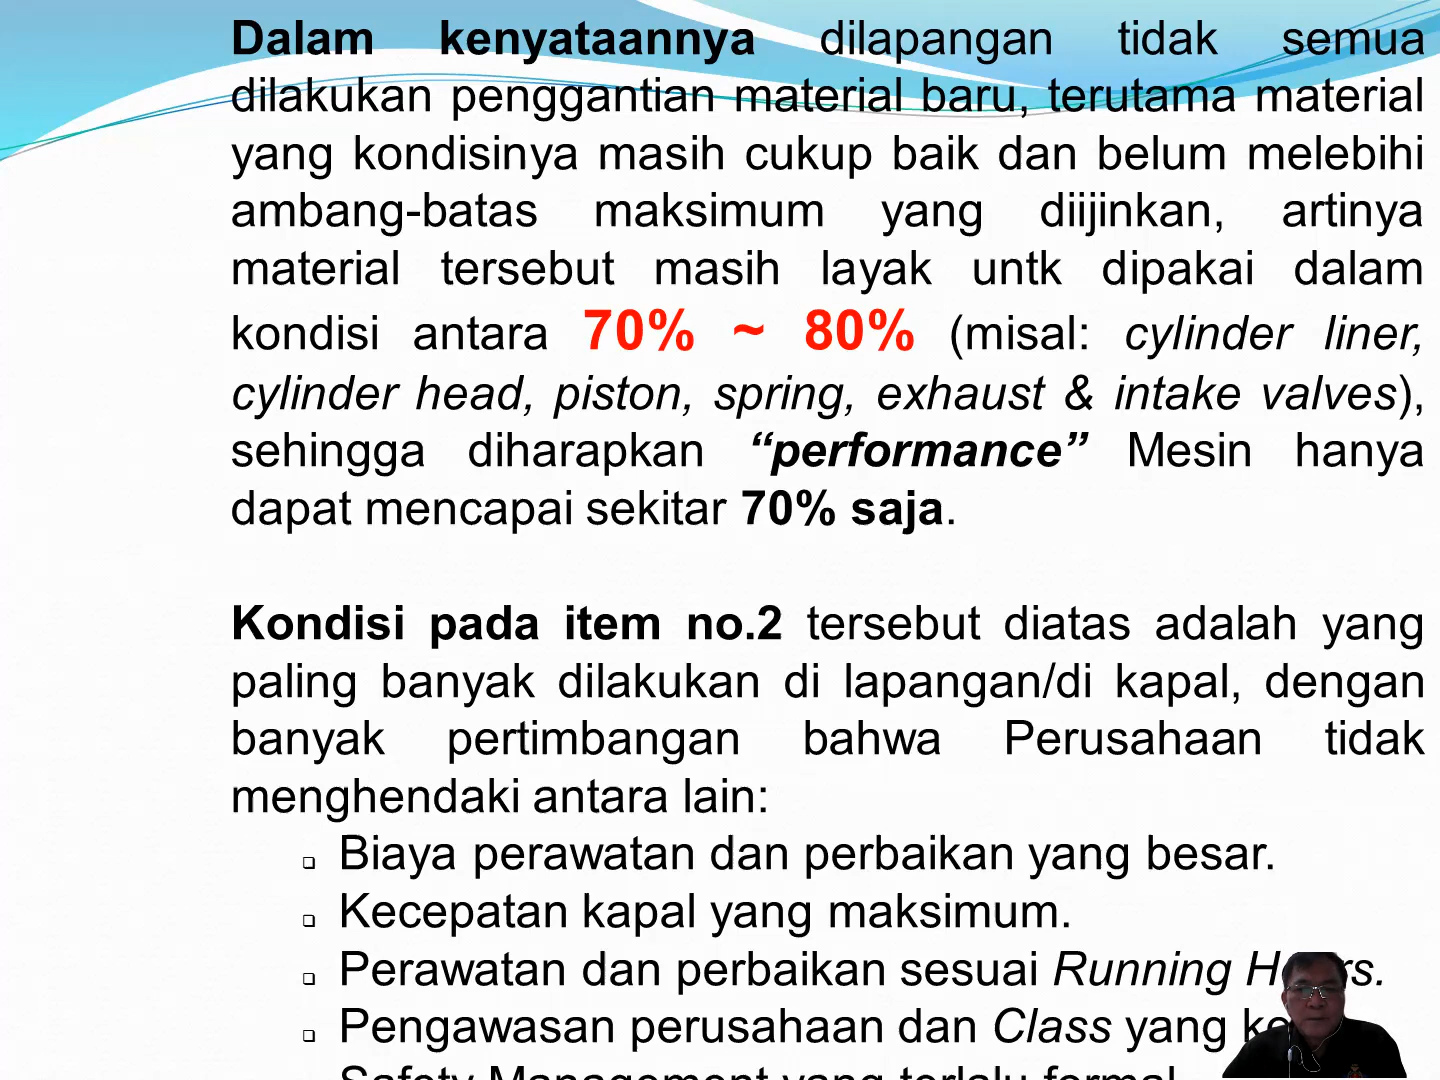 Dalam kenyataannya dilapangan tidak semua
dilakukan penggantian material baru, terutama material
yang kondisinya masih cukup baik dan belum melebihi
ambang-batas maksimum yang diijinkan, artinya
material tersebut masih layak untk dipakai dalam
kondisi antara 70% ~ 80% (misal: cylinder liner,
cylinder head, piston, spring, exhaust & intake valves),
sehingga diharapkan “performance” Mesin hanya
dapat mencapai sekitar 70% saja.
Kondisi pada item no.2 tersebut diatas adalah yang
paling banyak dilakukan di lapangan/di kapal, dengan
banyak pertimbangan bahwa Perusahaan tidak
menghendaki antara lain:
❑ Biaya perawatan dan perbaikan yang besar.
❑ Kecepatan kapal yang maksimum.
❑ Perawatan dan perbaikan sesuai Running
❑ Pengawasan perusahaan dan Class yang
Safety Management yang terlalu formal